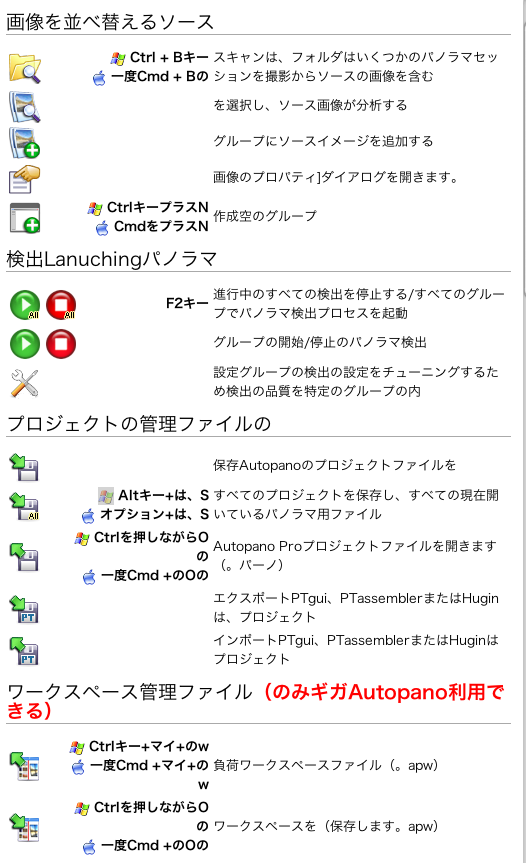 画像を並べ替えるソース
Ctrl + Bキー
一度Cmd + Bの
スキャンは、フォルダはいくつかのパノラマセッ
ションを撮影からソースの画像を含む
を選択し、ソース画像が分析する
グループにソースイメージを追加する
画像のプロパティ]ダイアログを開きます。
CtrlキープラスN
CmdをプラスN
作成空のグループ
検出Lanuchingパノラマ
All
All
F2キー
進行中のすべての検出を停止する/すべてのグルー
プでパノラマ検出プロセスを起動
グループの開始/停止のパノラマ検出
設定グループの検出の設定をチューニングするた
め検出の品質を特定のグループの内
プロジェクトの管理ファイルの
保存Autopanoのプロジェクトファイルを
All
Altキー+は、S
オプション+は、S
すべてのプロジェクトを保存し、すべての現在開
いているパノラマ用ファイル
Ctrlを押しながらO
の
一度Cmd +のOの
Autopano Proプロジェクトファイルを開きます
（。パーノ）
PT
エクスポートPTgui、PTassemblerまたはHugin
は、プロジェクト
PT
インポートPTgui、PTassemblerまたはHuginは
プロジェクト
ワークスペース管理ファイル（のみギガAutopano利用で
きる）
Ctrlキー+マイ+のw
一度Cmd +マイ+の
w
負荷ワークスペースファイル（。apw）
Ctrlを押しながらO
の
一度Cmd +のOの
ワークスペースを（保存します。apw）